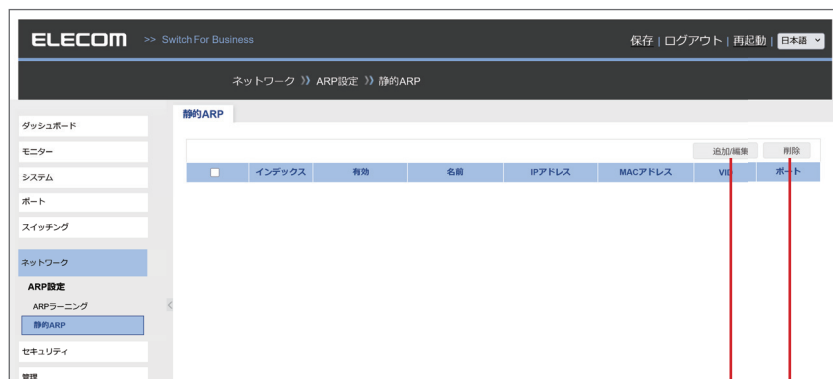 ELECOM >> Switch For Business 保存 | ログアウト | 再起動 | 日本語
ネットワーク 》 ARP設定 》 静的ARP
静的ARP
追加/編集 削除
インデックス 有効 名前 IPアドレス MACアドレス VID ポート
ダッシュボード
モニター
システム
ポート
スイッチング
ネットワーク
ARP設定
ARPラーニング
静的ARP
セキュリティ
管理